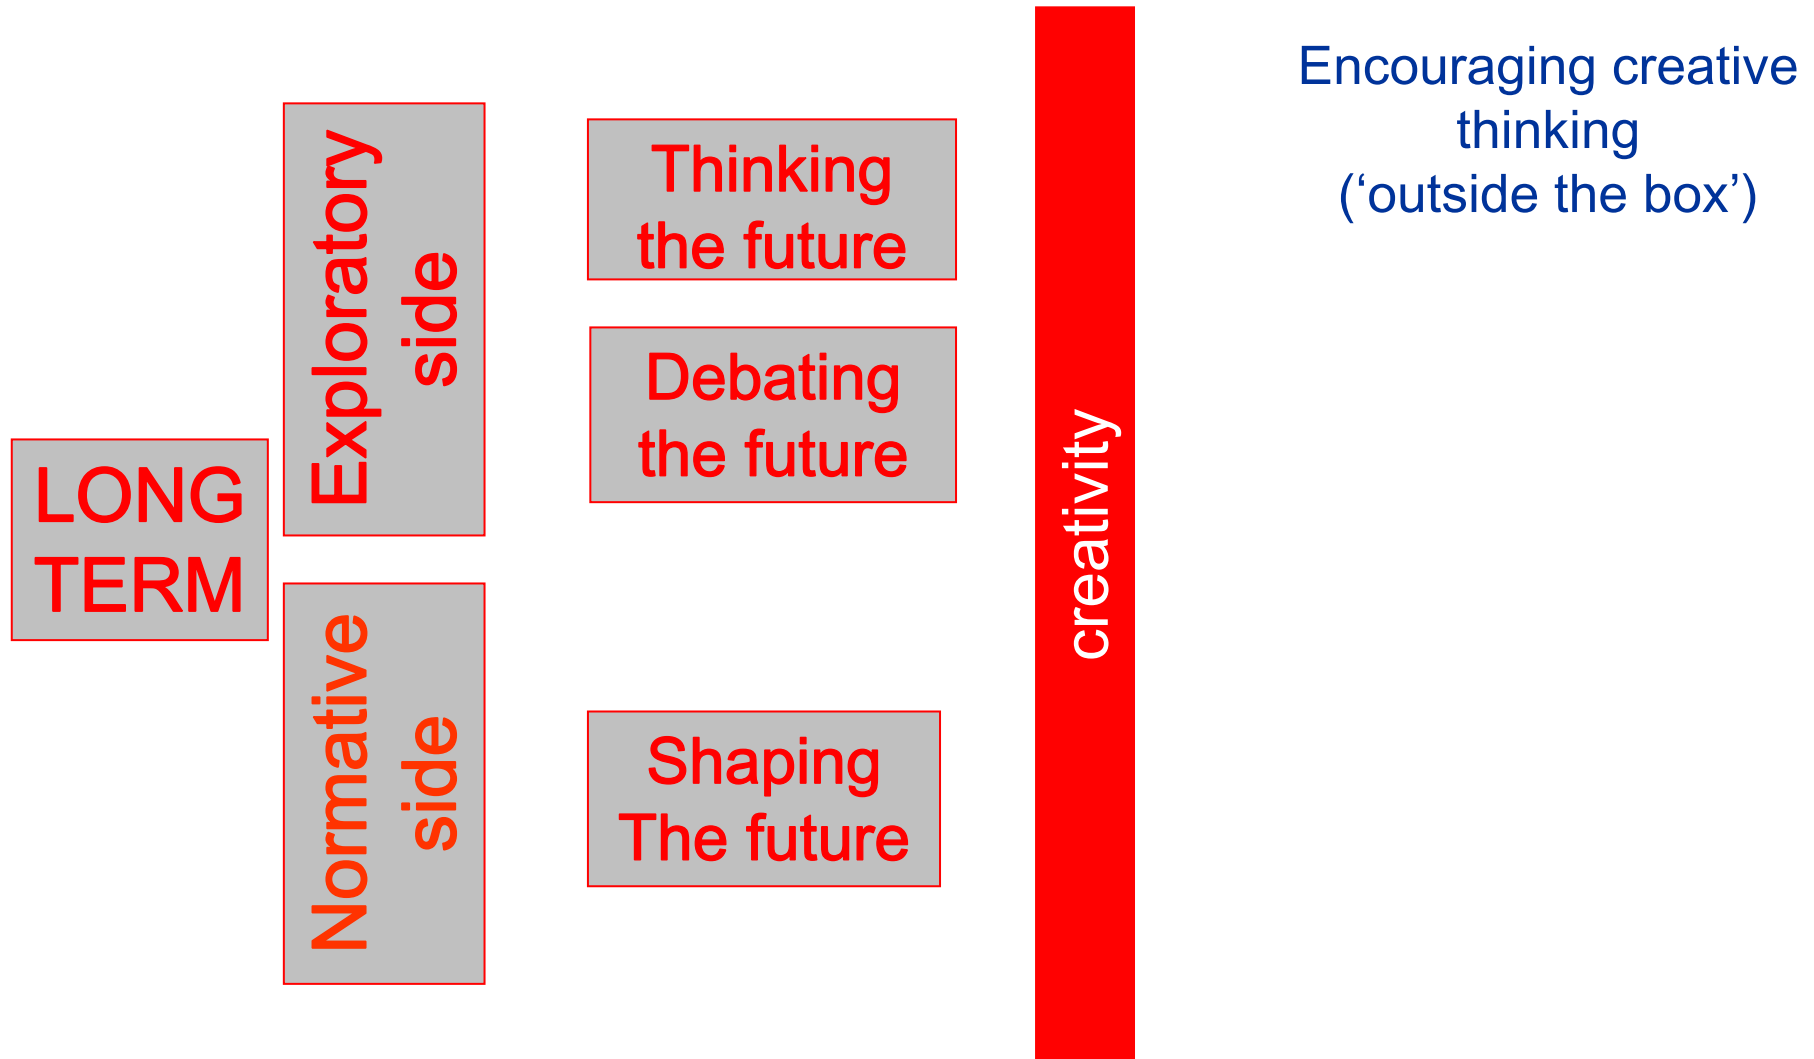 LONG
TERM
Exploratory
side
Normative
side
Thinking
the future
Debating
the future
Shaping
The future
creativity
Encouraging creative
thinking
(‘outside the box’)